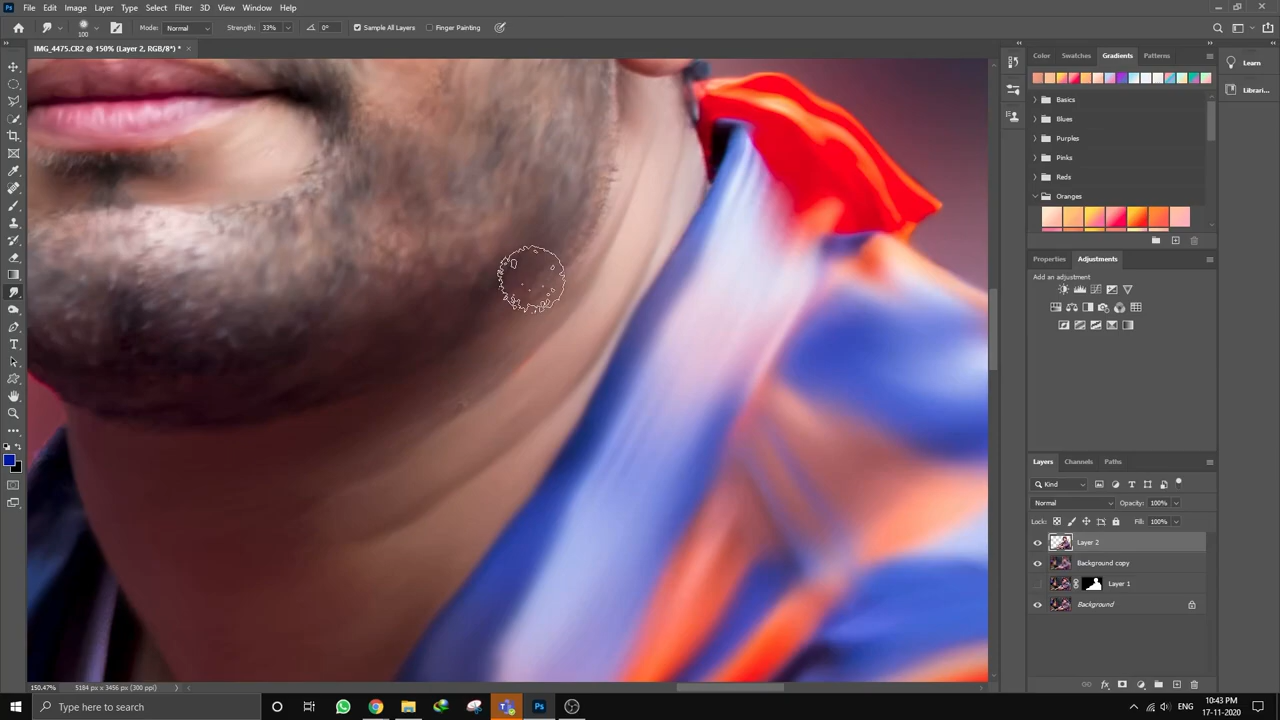 Ps File Edit Image Layer Type Select Filter 3D View Window Help
100 Mode: Normal Strength: 33% 0° Sample All Layers Finger Painting
IMG_4475.CR2 @ 150% (Layer 2, RGB/8*) *
Color Swatches Gradients Patterns
Learn
Librari...
Basics
Blues
Purples
Pinks
Reds
Oranges
Properties Adjustments
Add an adjustment
Layers Channels Paths
Kind
Normal Opacity: 100%
Lock: Fill: 100%
Layer 2
Background copy
Layer 1
Background
150.47% 5184 px x 3456 px (300 ppi)
Type here to search
ENG
10:43 PM
17-11-2020